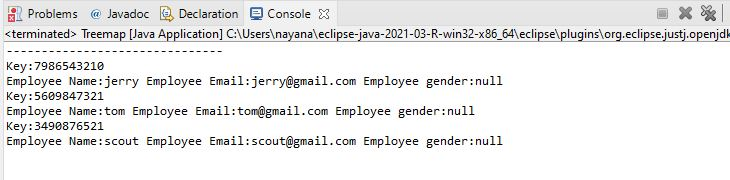 Problems @ Javadoc Declaration Console
<terminated> Treemap [Java Application] C:\Users\nayana\eclipse-java-2021-03-R-win32-x86_64\eclipse\plugins\org.eclipse.justj.openjdk
------------------------------
Key:7986543210
Employee Name:jerry Employee Email:jerry@gmail.com Employee gender:null
Key:5609847321
Employee Name:tom Employee Email:tom@gmail.com Employee gender:null
Key:3490876521
Employee Name:scout Employee Email:scout@gmail.com Employee gender:null